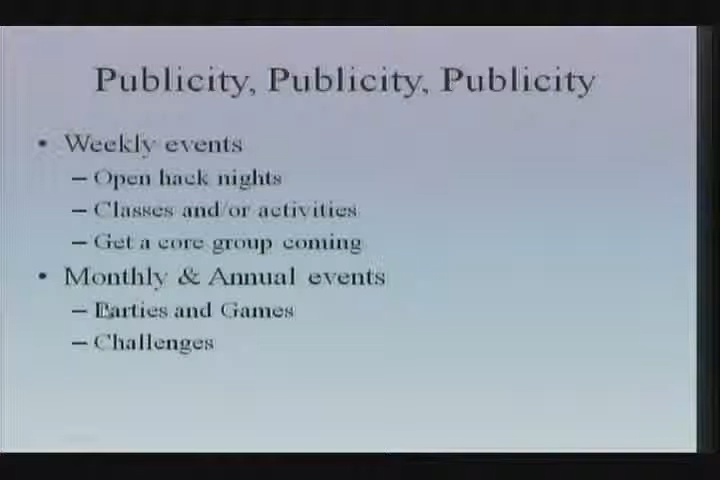 Publicity, Publicity, Publicity
• Weekly events
– Open hack nights
– Classes and/or activities
– Get a core group coming
• Monthly & Annual events
– Parties and Games
– Challenges